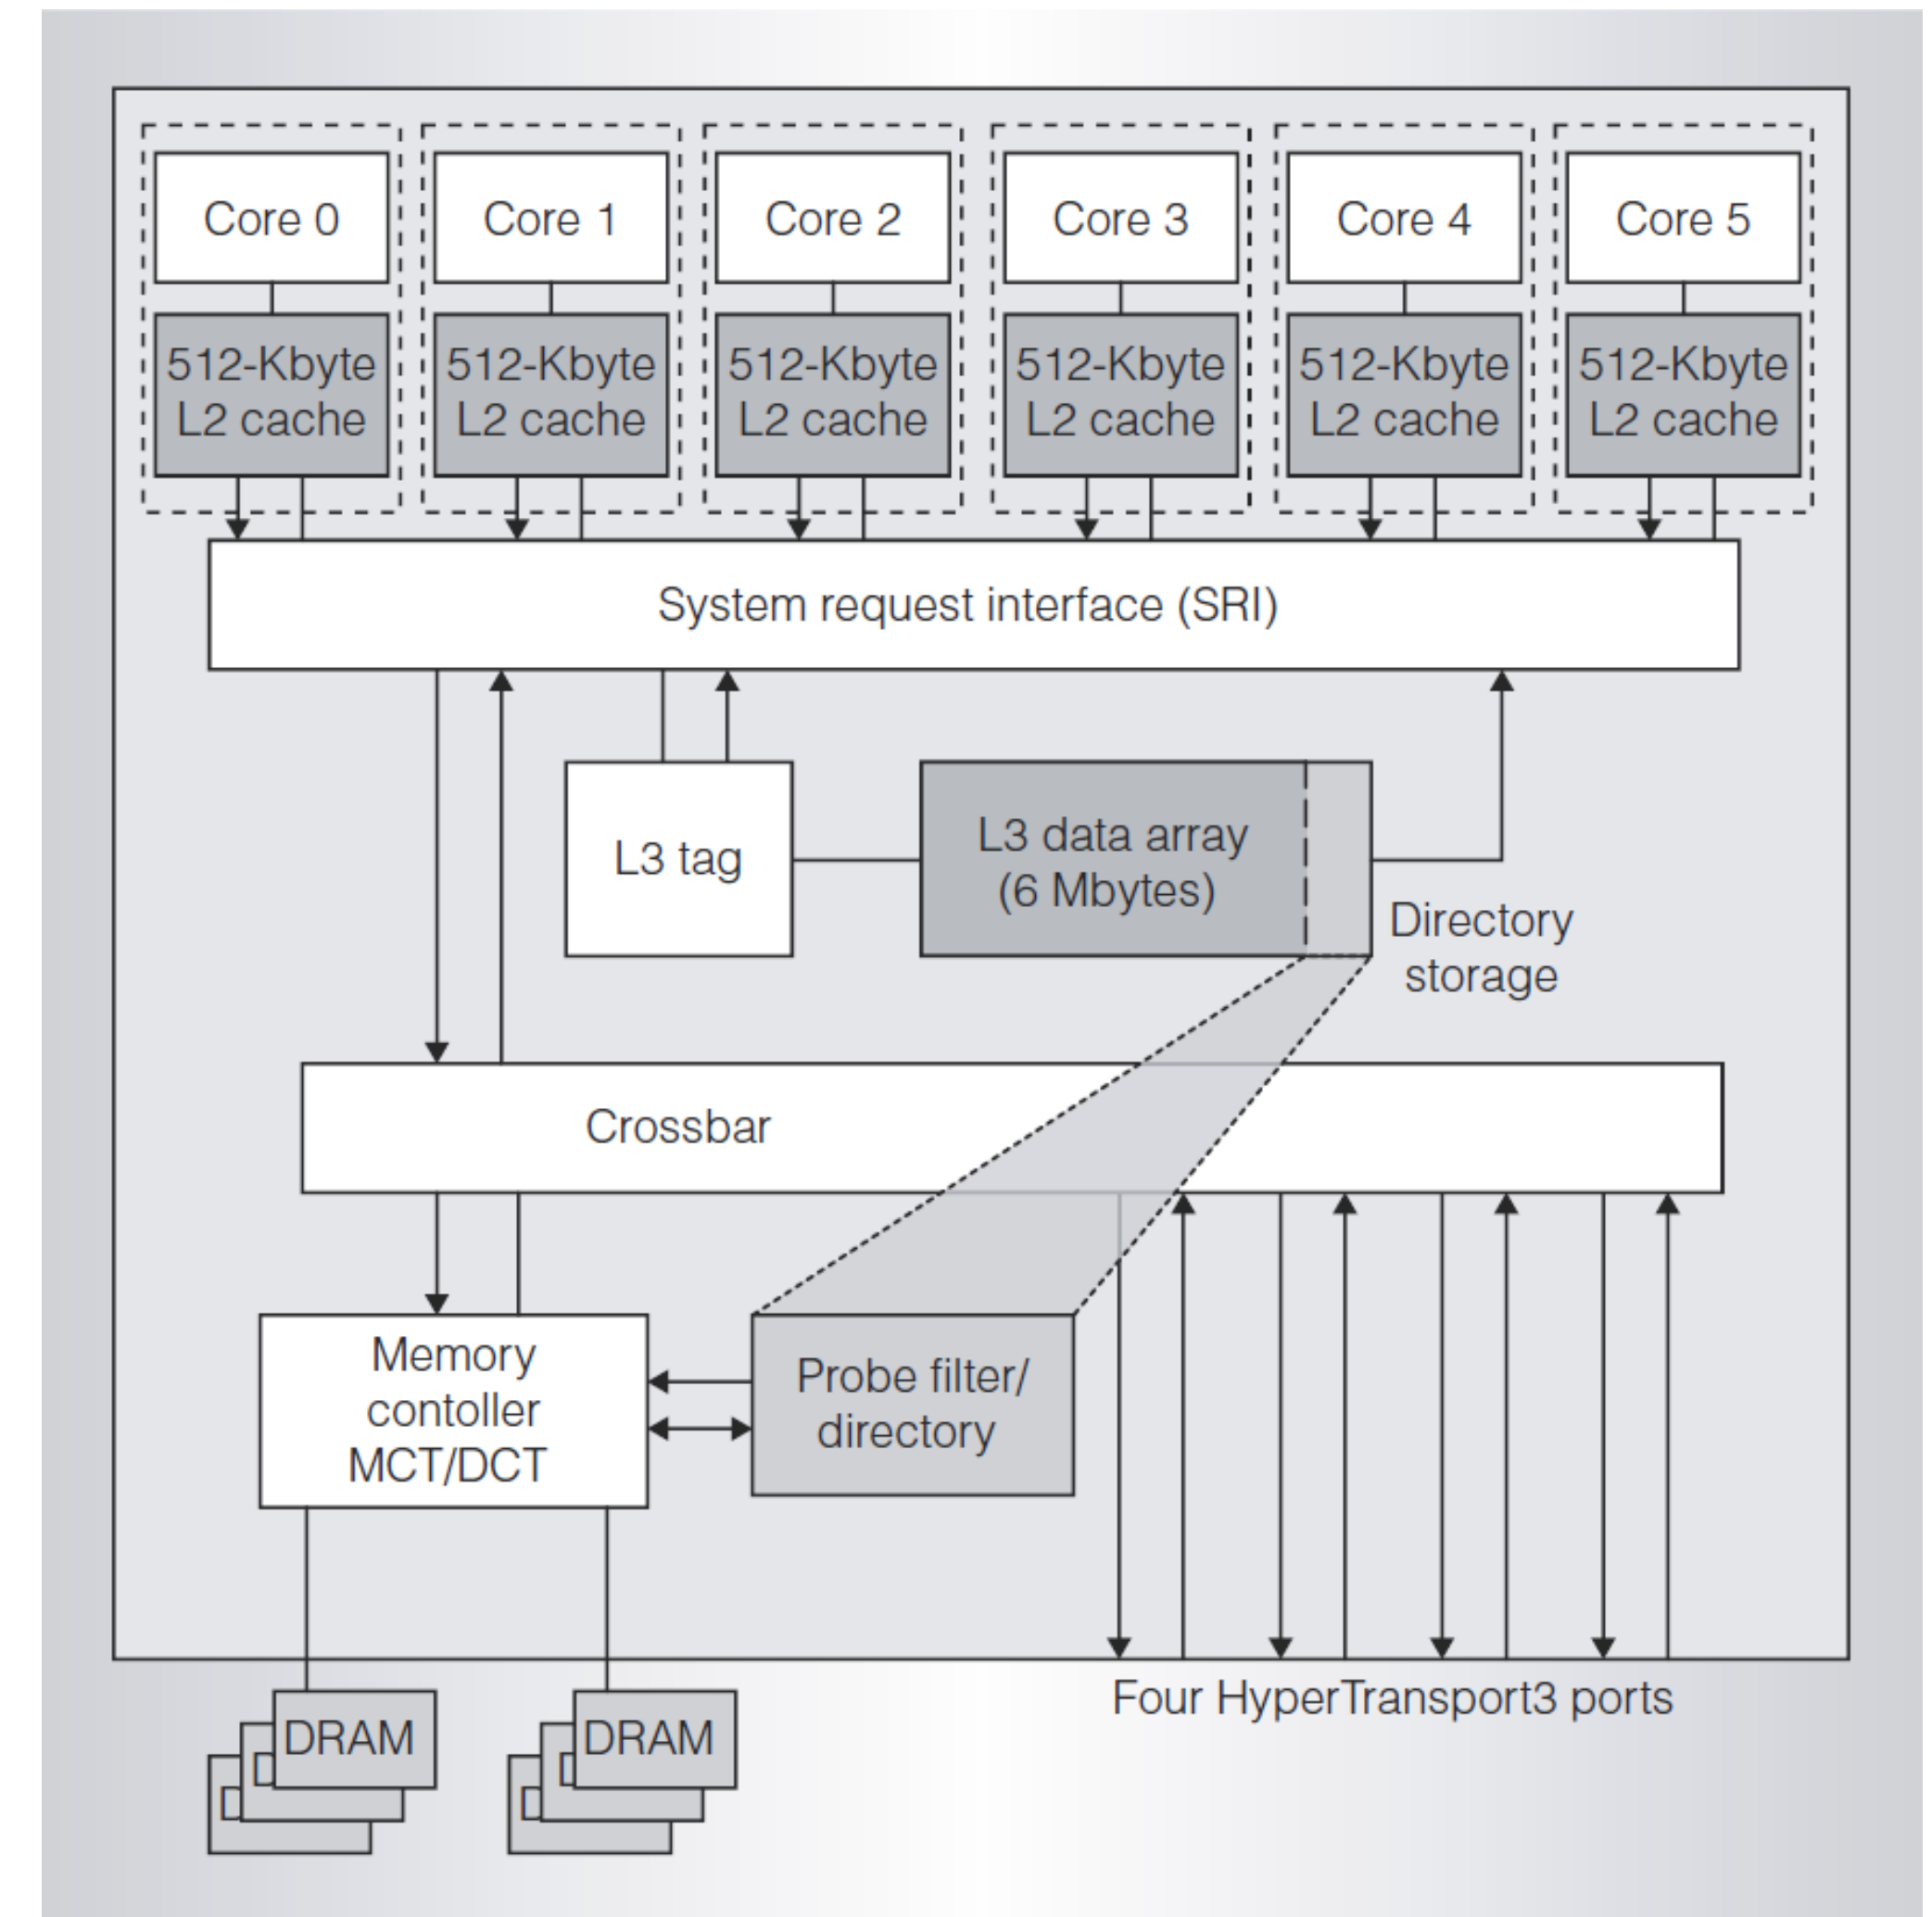 Core 0
Core 1
Core 2
Core 3
Core 4
Core 5
512-Kbyte
L2 cache
512-Kbyte
L2 cache
512-Kbyte
L2 cache
512-Kbyte
L2 cache
512-Kbyte
L2 cache
512-Kbyte
L2 cache
System request interface (SRI)
L3 tag
L3 data array
(6 Mbytes)
Directory
storage
Crossbar
Memory
contoller
MCT/DCT
Probe filter/
directory
Four HyperTransport3 ports
DRAM
D
D
DRAM
D
D